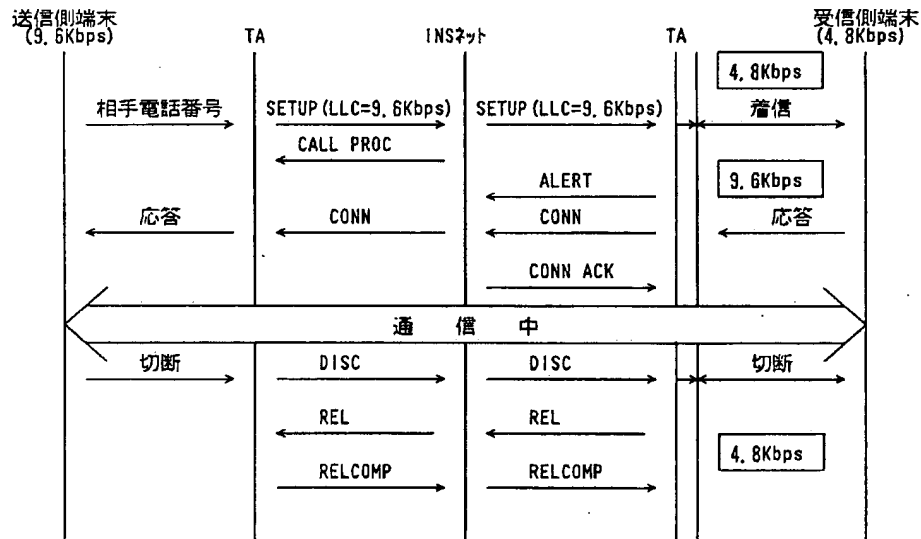 送信側端末 受信側端末
(9.6Kbps) TA INSネット TA (4.8Kbps)
4.8Kbps
相手電話番号 SETUP(LLC=9.6Kbps) SETUP(LLC=9.6Kbps) 着信
CALL PROC
ALERT 9.6Kbps
応答 CONN CONN 応答
CONN ACK
通信中
切断 DISC DISC 切断
REL REL
4.8Kbps
RELCOMP RELCOMP